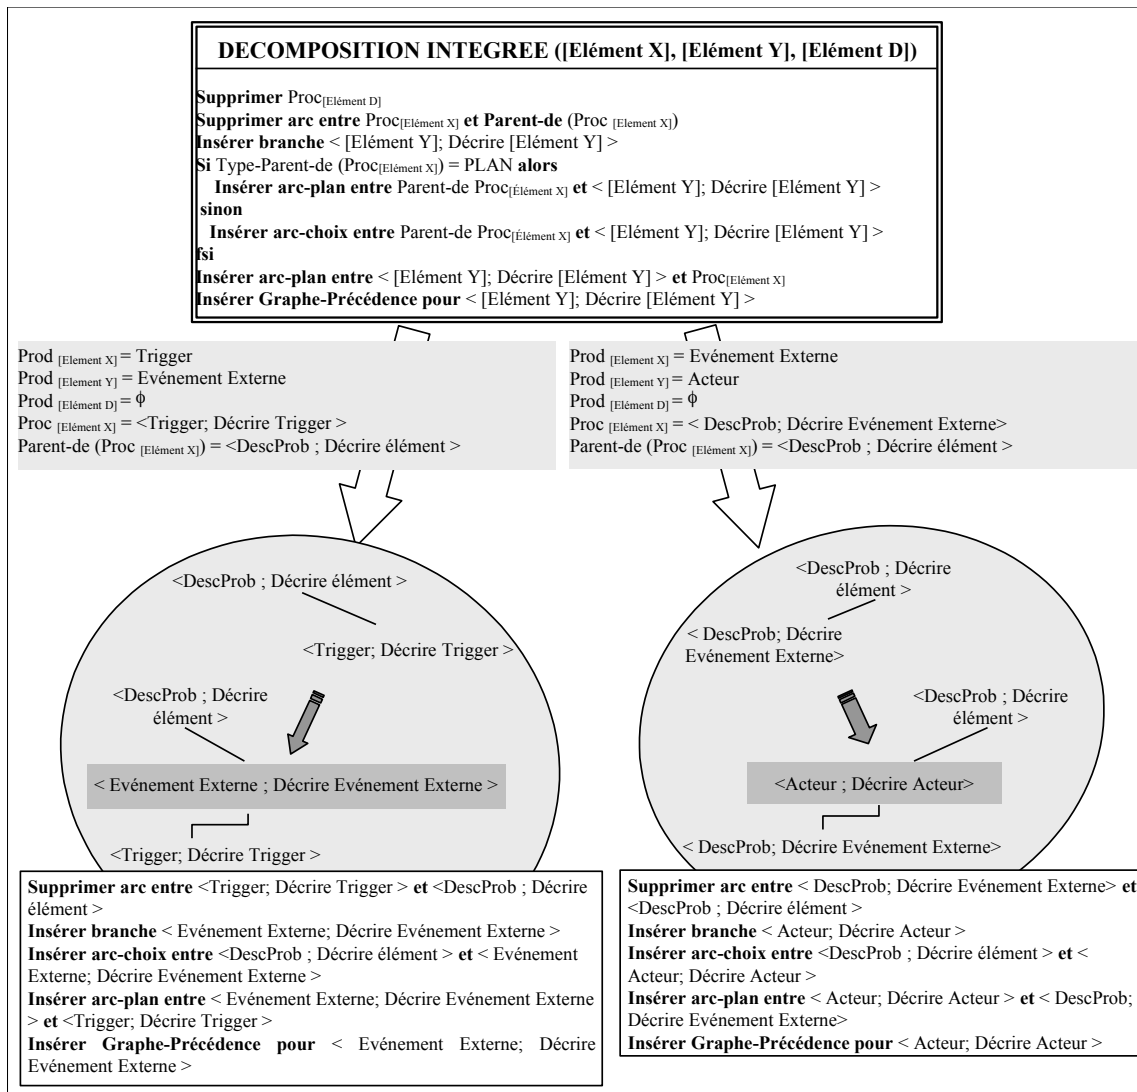 DECOMPOSITION INTEGREE ([Elément X], [Elément Y], [Elément D])
Supprimer Proc[Elément D]
Supprimer arc entre Proc[Elément X] et Parent-de (Proc [Element X])
Insérer branche < [Elément Y]; Décrire [Elément Y] >
Si Type-Parent-de (Proc[Elément X]) = PLAN alors
Insérer arc-plan entre Parent-de Proc[Élément X] et < [Elément Y]; Décrire [Elément Y] >
sinon
Insérer arc-choix entre Parent-de Proc[Élément X] et < [Elément Y]; Décrire [Elément Y] >
fsi
Insérer arc-plan entre < [Elément Y]; Décrire [Elément Y] > et Proc[Elément X]
Insérer Graphe-Précédence pour < [Elément Y]; Décrire [Elément Y] >
Prod [Element X] = Trigger
Prod [Element Y] = Evénement Externe
Prod [Elément D] = ϕ
Proc [Elément X] = <Trigger; Décrire Trigger >
Parent-de (Proc [Elément X]) = <DescProb ; Décrire élément >
Prod [Element X] = Evénement Externe
Prod [Element Y] = Acteur
Prod [Elément D] = ϕ
Proc [Elément X] = < DescProb; Décrire Evénement Externe>
Parent-de (Proc [Elément X]) = <DescProb ; Décrire élément >
<DescProb ; Décrire élément >
<Trigger; Décrire Trigger >
<DescProb ; Décrire
élément >
< Evénement Externe ; Décrire Evénement Externe >
<Trigger; Décrire Trigger >
<DescProb ; Décrire
élément >
< DescProb; Décrire
Evénement Externe>
<DescProb ; Décrire
élément >
<Acteur ; Décrire Acteur>
< DescProb; Décrire Evénement Externe>
Supprimer arc entre <Trigger; Décrire Trigger > et <DescProb ; Décrire
élément >
Insérer branche < Evénement Externe; Décrire Evénement Externe >
Insérer arc-choix entre <DescProb ; Décrire élément > et < Evénement
Externe; Décrire Evénement Externe >
Insérer arc-plan entre < Evénement Externe; Décrire Evénement Externe
> et <Trigger; Décrire Trigger >
Insérer Graphe-Précédence pour < Evénement Externe; Décrire
Evénement Externe >
Supprimer arc entre < DescProb; Décrire Evénement Externe> et
<DescProb ; Décrire élément >
Insérer branche < Acteur; Décrire Acteur >
Insérer arc-choix entre <DescProb ; Décrire élément > et <
Acteur; Décrire Acteur >
Insérer arc-plan entre < Acteur; Décrire Acteur > et < DescProb;
Décrire Evénement Externe>
Insérer Graphe-Précédence pour < Acteur; Décrire Acteur >